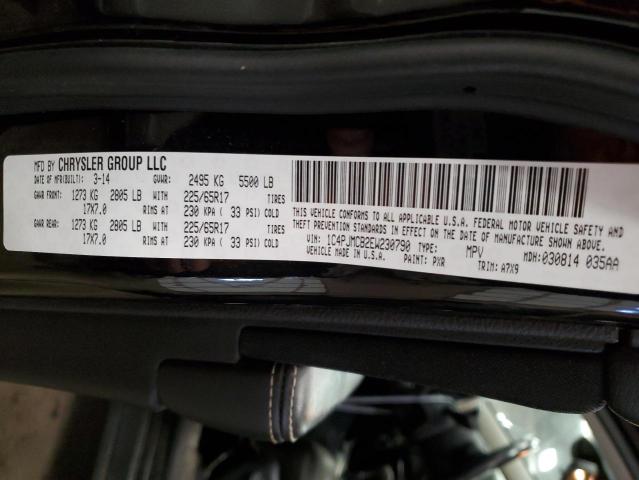 MFD BY CHRYSLER GROUP LLC
DATE OF MFR(BUILT): 3-14 GVWR: 2495 KG 5500 LB
GAWR FRONT: 1273 KG 2805 LB WITH 225/65R17 TIRES
17X7.0 RIMS AT 230 KPA ( 33 PSI) COLD
GAWR REAR: 1273 KG 2805 LB WITH 225/65R17 TIRES
17X7.0 RIMS AT 230 KPA ( 33 PSI) COLD
THIS VEHICLE CONFORMS TO ALL APPLICABLE U.S.A. FEDERAL MOTOR VEHICLE SAFETY AND
THEFT PREVENTION STANDARDS IN EFFECT ON THE DATE OF MANUFACTURE SHOWN ABOVE.
VIN: 1C4PJMCB2EW230790 TYPE: MPV MDH: 030814 035AA
VEHICLE MADE IN U.S.A. PAINT: PXR TRIM: A7X9